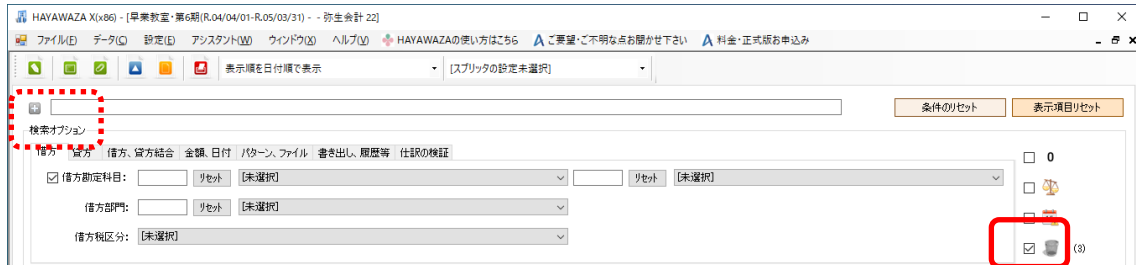 HAYAWAZA X(x86) - [早業教室・第6期(R.04/04/01-R.05/03/31) - - 弥生会計 22]
ファイル(F) データ(C) 設定(E) アシスタント(W) ウィンドウ(X) ヘルプ(V) HAYAWAZAの使い方はこちら ご要望・ご不明な点お聞かせ下さい 料金・正式版お申込み
表示順を日付順で表示 [スプリッタの設定未選択]
条件のリセット 表示項目リセット
検索オプション
借方 貸方 借方、貸方結合 金額、日付 パターン、ファイル 書き出し、履歴等 仕訳の検証
0
借方勘定科目: リセット [未選択] リセット [未選択]
借方部門: リセット [未選択]
借方税区分: [未選択]
(3)